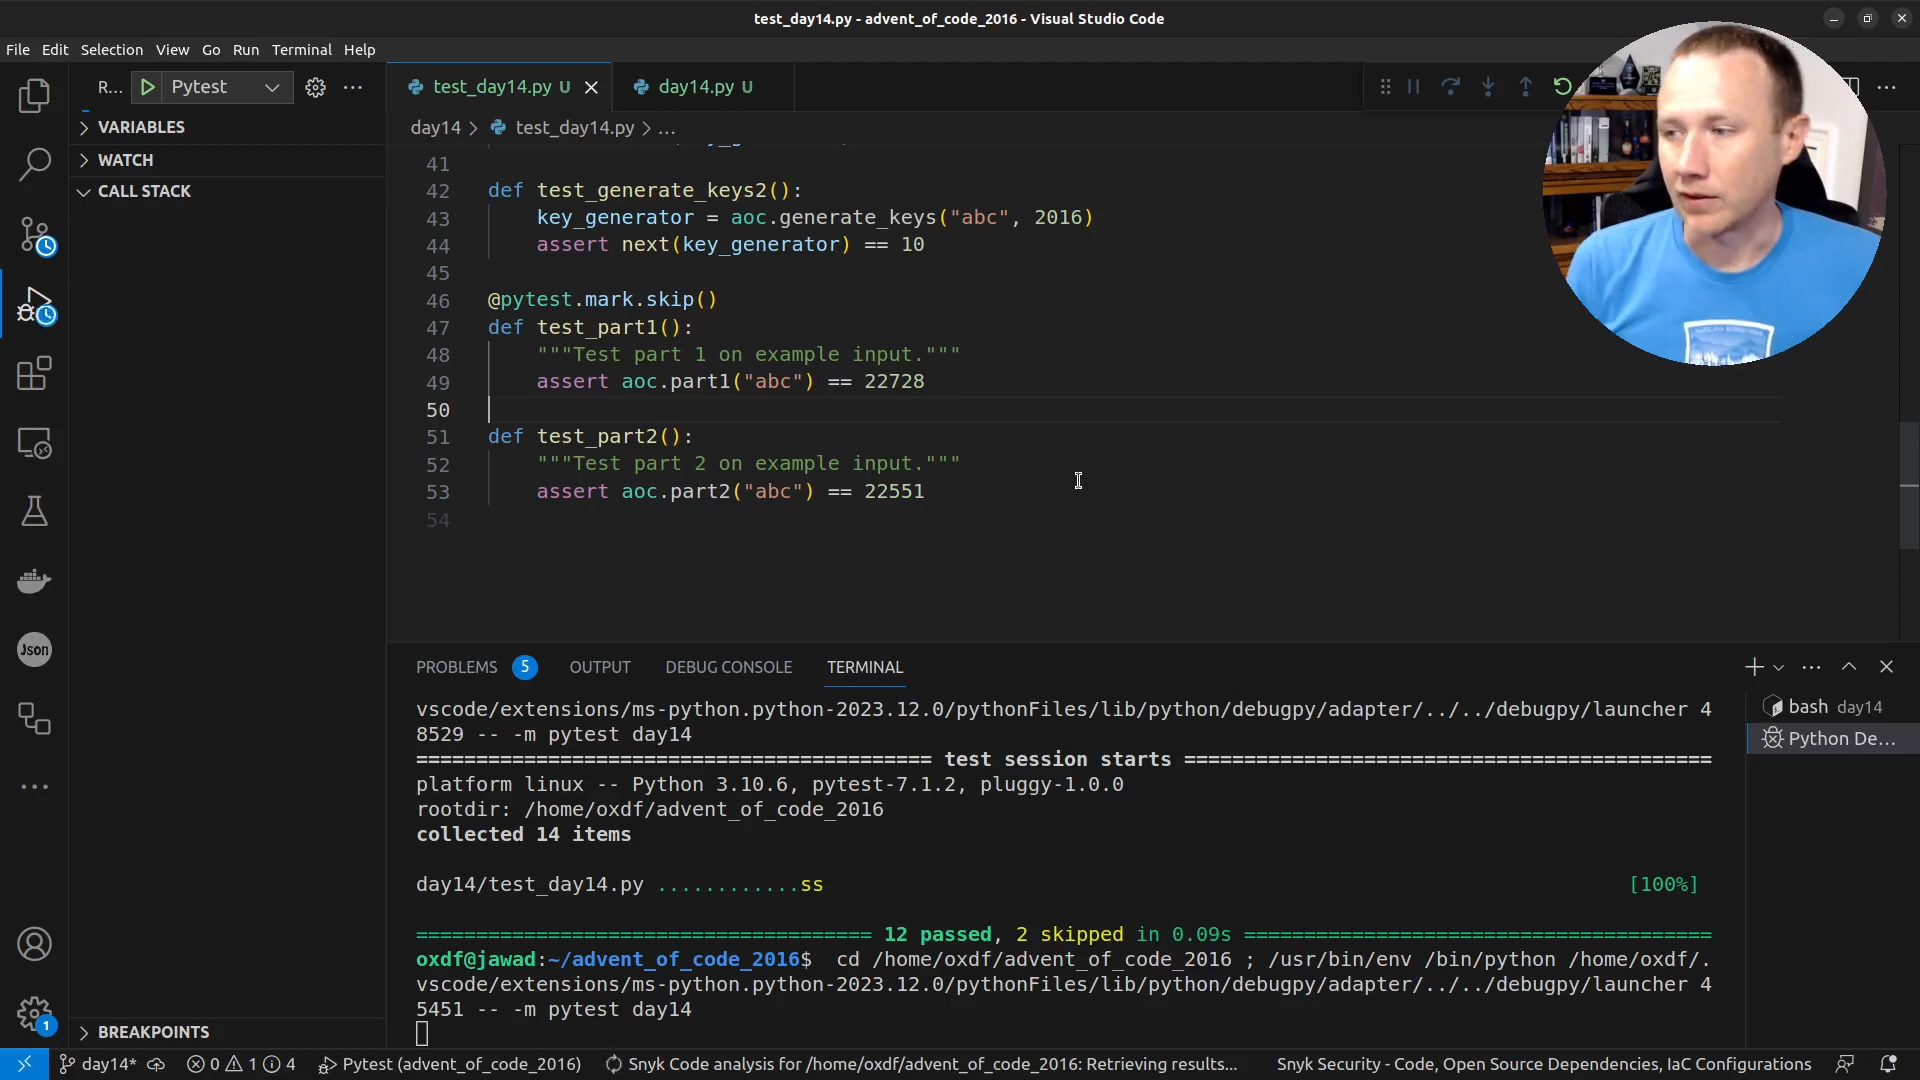 test_day14.py - advent_of_code_2016 - Visual Studio Code
File Edit Selection View Go Run Terminal Help
R... Pytest
test_day14.py U
day14.py U
day14 > test_day14.py > ...
VARIABLES
WATCH
CALL STACK
BREAKPOINTS
41
42 def test_generate_keys2():
43 key_generator = aoc.generate_keys("abc", 2016)
44 assert next(key_generator) == 10
45
46 @pytest.mark.skip()
47 def test_part1():
48 """Test part 1 on example input."""
49 assert aoc.part1("abc") == 22728
50
51 def test_part2():
52 """Test part 2 on example input."""
53 assert aoc.part2("abc") == 22551
54
PROBLEMS 5 OUTPUT DEBUG CONSOLE TERMINAL
vscode/extensions/ms-python.python-2023.12.0/pythonFiles/lib/python/debugpy/adapter/../../debugpy/launcher 4
8529 -- -m pytest day14
==================================== test session starts ====================================
platform linux -- Python 3.10.6, pytest-7.1.2, pluggy-1.0.0
rootdir: /home/oxdf/advent_of_code_2016
collected 14 items
day14/test_day14.py ............ss [100%]
==================================== 12 passed, 2 skipped in 0.09s ====================================
oxdf@jawad:~/advent_of_code_2016$ cd /home/oxdf/advent_of_code_2016 ; /usr/bin/env /bin/python /home/oxdf/.
vscode/extensions/ms-python.python-2023.12.0/pythonFiles/lib/python/debugpy/adapter/../../debugpy/launcher 4
5451 -- -m pytest day14
bash day14
Python De...
Json
1
day14* 0 1 4 Pytest (advent_of_code_2016) Snyk Code analysis for /home/oxdf/advent_of_code_2016: Retrieving results... Snyk Security - Code, Open Source Dependencies, IaC Configurations